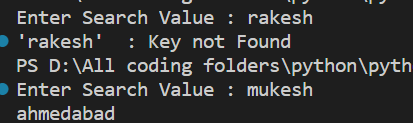 Enter Search Value : rakesh
'rakesh'  : Key not Found
PS D:\All coding folders\python\pyth
Enter Search Value : mukesh
ahmedabad